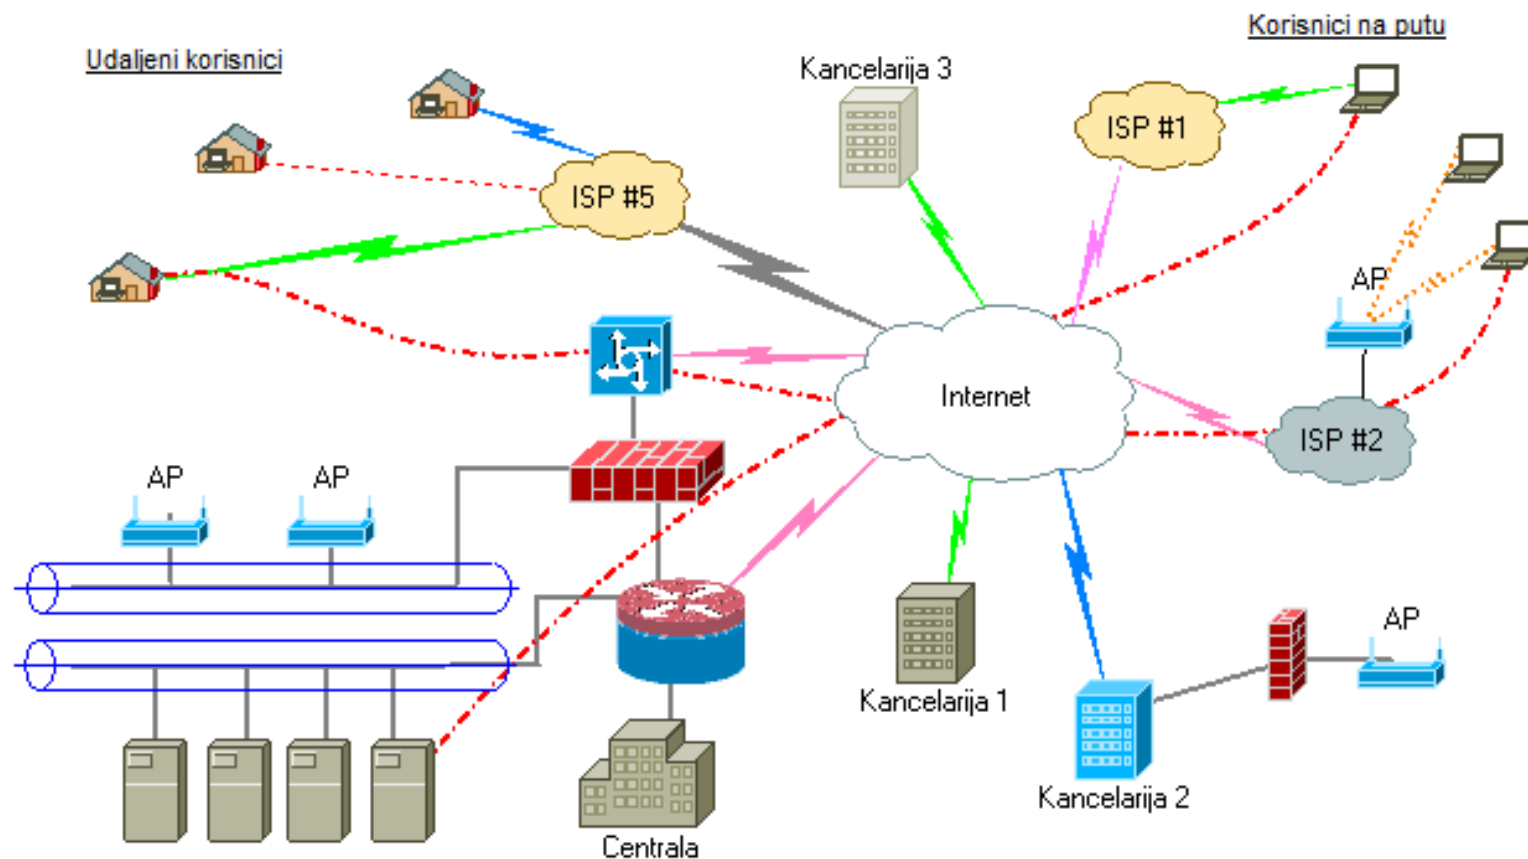 Udaljeni korisnici
Korisnici na putu
Kancelarija 3
ISP #1
ISP #5
AP
Internet
ISP #2
AP
AP
AP
Kancelarija 1
Kancelarija 2
Centrala